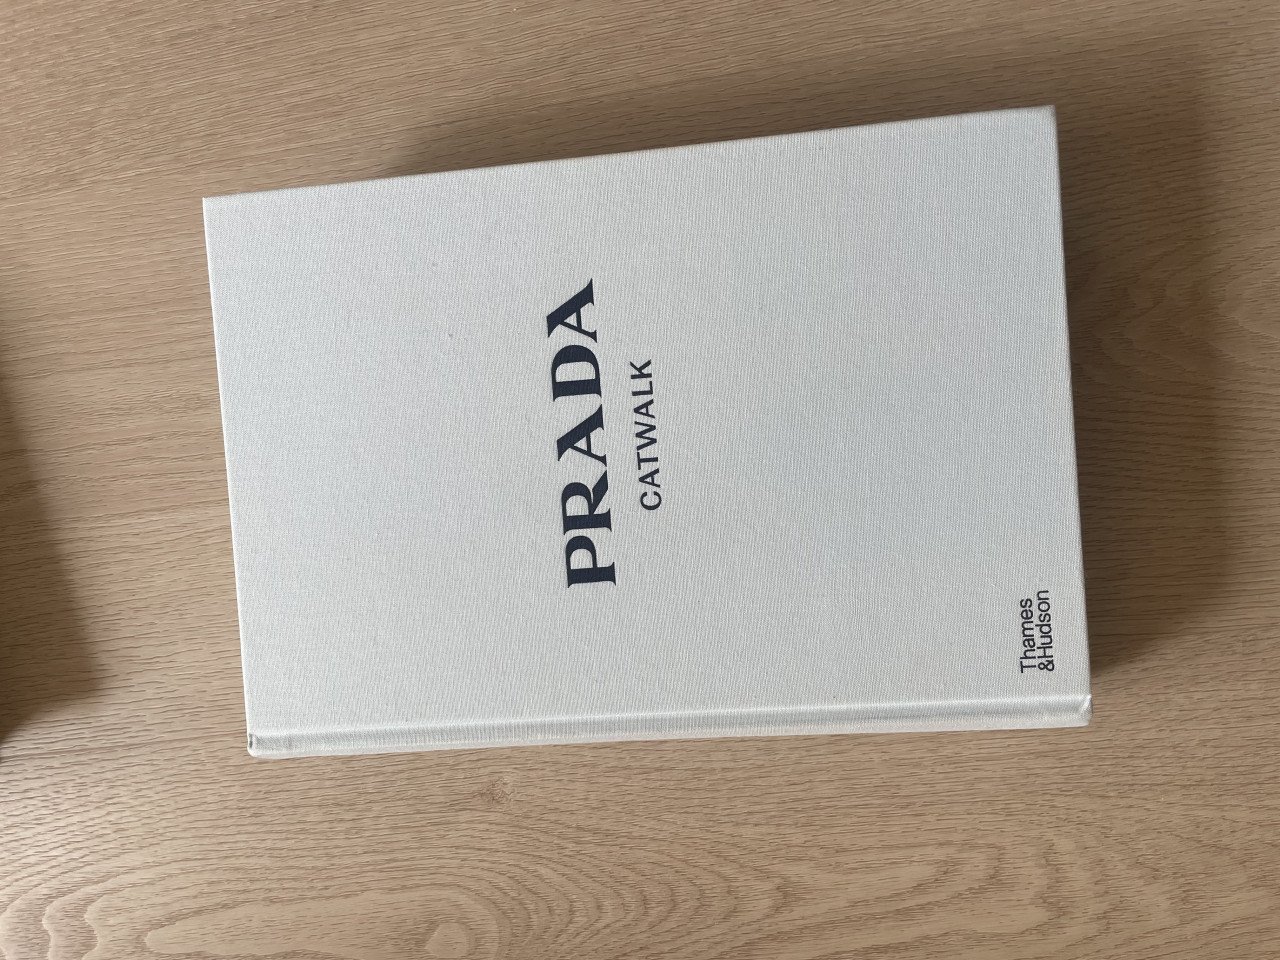 PRADA
CATWALK
Thames
&Hudson